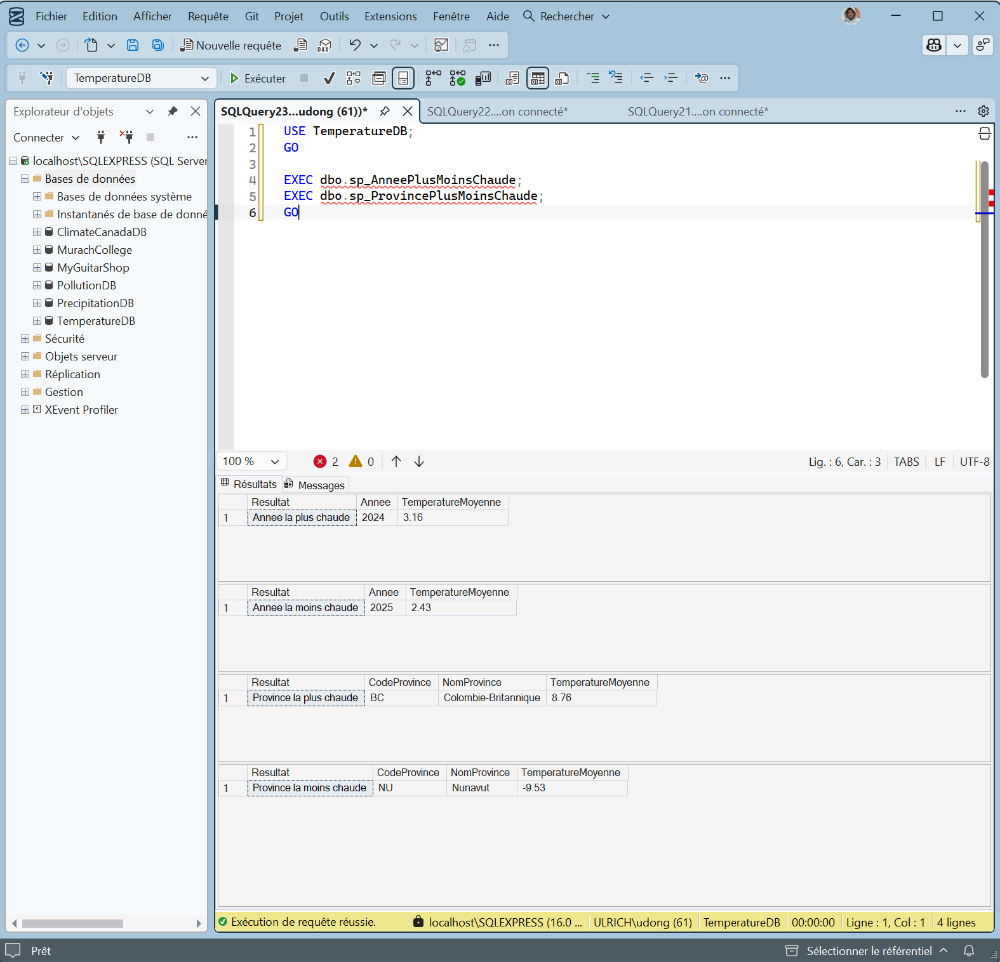 Fichier Edition Afficher Requête Git Projet Outils Extensions Fenêtre Aide Rechercher
Nouvelle requête DAX
TemperatureDB Exécuter
Explorateur d'objets
SQLQuery23...udong (61))* SQLQuery22....on connecté* SQLQuery21....on connecté*
Connecter
localhost\SQLEXPRESS (SQL Server
Bases de données
Bases de données système
Instantanés de base de donné
ClimateCanadaDB
MurachCollege
MyGuitarShop
PollutionDB
PrecipitationDB
TemperatureDB
Sécurité
Objets serveur
Réplication
Gestion
XEvent Profiler
1 USE TemperatureDB;
2 GO
3
4 EXEC dbo.sp_AnneePlusMoinsChaude;
5 EXEC dbo.sp_ProvincePlusMoinsChaude;
6 GO
100 % 2 0 Lig. : 6, Car. : 3 TABS LF UTF-8
Résultats Messages
Resultat Annee TemperatureMoyenne
1 Annee la plus chaude 2024 3.16
Resultat Annee TemperatureMoyenne
1 Annee la moins chaude 2025 2.43
Resultat CodeProvince NomProvince TemperatureMoyenne
1 Province la plus chaude BC Colombie-Britannique 8.76
Resultat CodeProvince NomProvince TemperatureMoyenne
1 Province la moins chaude NU Nunavut -9.53
Exécution de requête réussie. localhost\SQLEXPRESS (16.0 ... ULRICH\udong (61) TemperatureDB 00:00:00 Ligne : 1, Col : 1 4 lignes
Prêt Sélectionner le référentiel